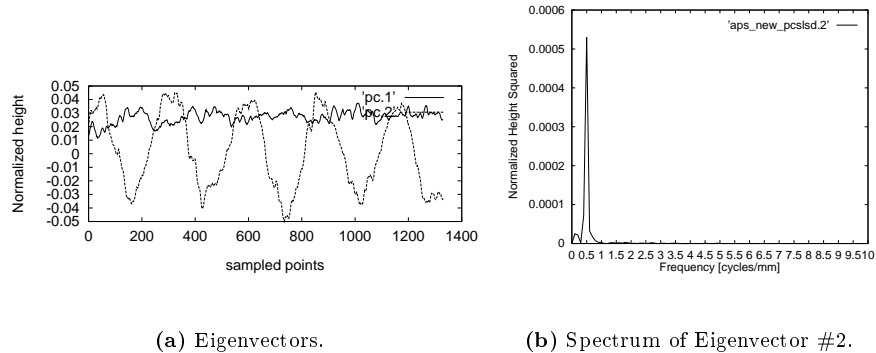 0.05
0.04
0.03
0.02
0.01
0
-0.01
-0.02
-0.03
-0.04
-0.05
Normalized height
0 200 400 600 800 1000 1200 1400
sampled points
'pc.1'
'pc.2'
(a) Eigenvectors.
0.0006
0.0005
0.0004
0.0003
0.0002
0.0001
0
Normalized Height Squared
'aps_new_pcslsd.2'
0 0.5 1 1.5 2 2.5 3 3.5 4 4.5 5 5.5 6 6.5 7 7.5 8 8.5 9 9.510
Frequency [cycles/mm]
(b) Spectrum of Eigenvector #2.